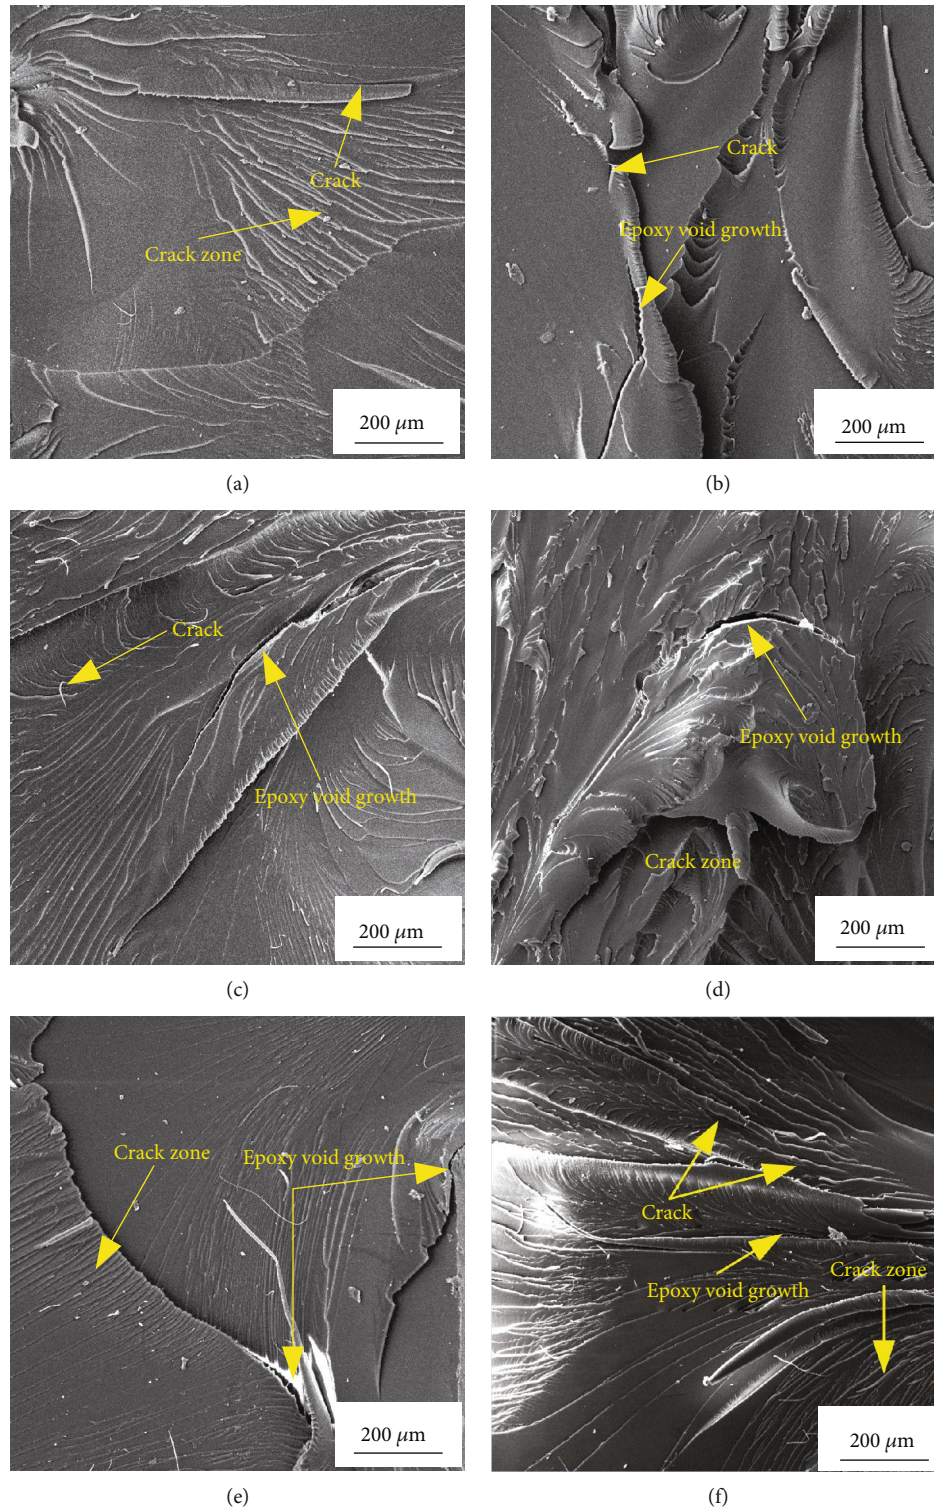 Crack
Crack zone
200 μm
(a)
Crack
Epoxy void growth
200 μm
(b)
Crack
Epoxy void growth
200 μm
(c)
Epoxy void growth
Crack zone
200 μm
(d)
Crack zone
Epoxy void growth
200 μm
(e)
Crack
Epoxy void growth
Crack zone
200 μm
(f)